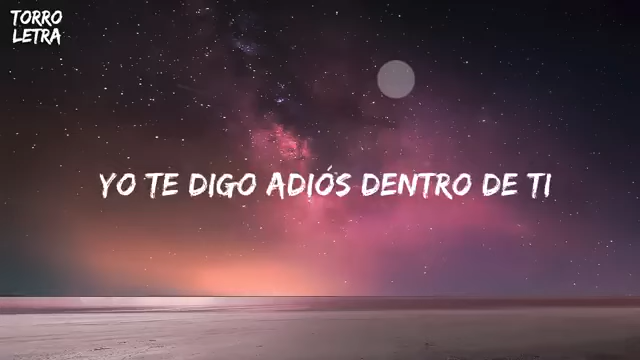 TORRO
LETRA
YO TE DIGO ADIÓS DENTRO DE TI